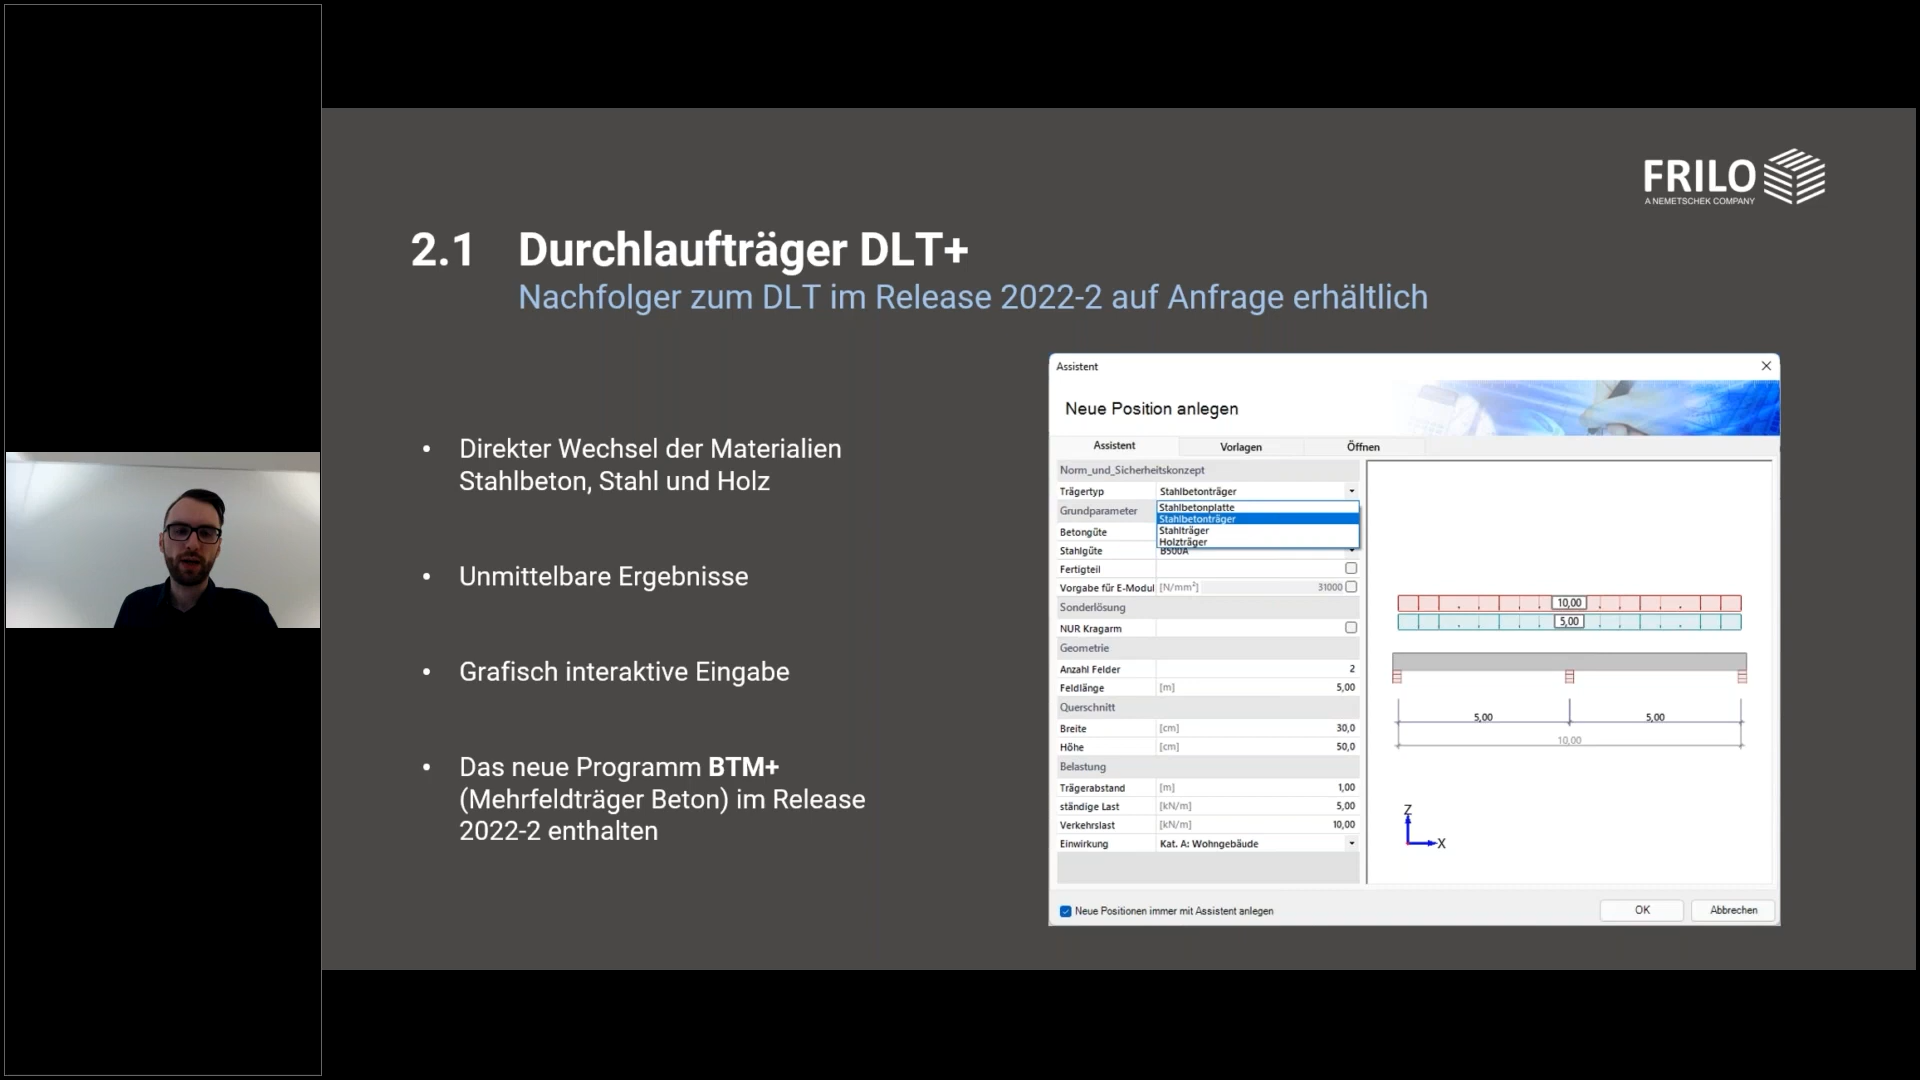 FRILO
A NEMETSCHEK COMPANY
2.1 Durchlaufträger DLT+
Nachfolger zum DLT im Release 2022-2 auf Anfrage erhältlich
• Direkter Wechsel der Materialien
Stahlbeton, Stahl und Holz
• Unmittelbare Ergebnisse
• Grafisch interaktive Eingabe
• Das neue Programm BTM+
(Mehrfeldträger Beton) im Release
2022-2 enthalten
Assistent
Neue Position anlegen
Assistent Vorlagen Öffnen
Norm_und_Sicherheitskonzept
Trägertyp Stahlbetonträger
Grundparameter
Stahlbetonplatte
Stahlbetonträger
Stahlträger
Holzträger
Betongüte
Stahlgüte B500A
Fertigteil
Vorgabe für E-Modul [N/mm²] 31000
Sonderlösung
NUR Kragarm
Geometrie
Anzahl Felder 2
Feldlänge [m] 5,00
Querschnitt
Breite [cm] 30,0
Höhe [cm] 50,0
Belastung
Trägerabstand [m] 1,00
ständige Last [kN/m] 5,00
Verkehrslast [kN/m] 10,00
Einwirkung Kat. A: Wohngebäude
10,00
5,00
5,00 5,00
10,00
Z
X
Neue Positionen immer mit Assistent anlegen
OK Abbrechen